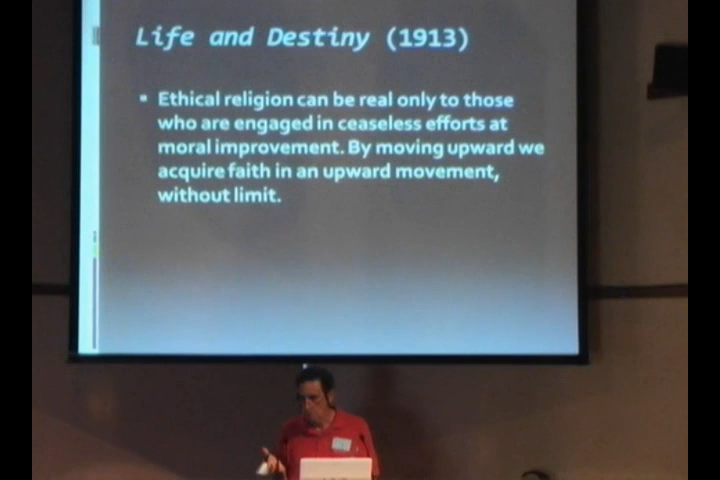 Life and Destiny (1913)
▪ Ethical religion can be real only to those
who are engaged in ceaseless efforts at
moral improvement. By moving upward we
acquire faith in an upward movement,
without limit.